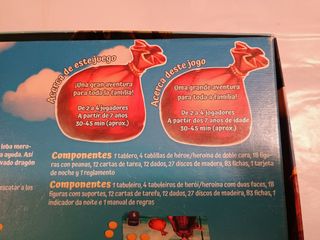 Acerca de este juego
¡Una gran aventura
para toda la familia!
De 2 a 4 jugadores
A partir de 7 años
30-45 min (aprox.)
Acerca deste jogo
Uma grande aventura
para toda a família!
De 2 a 4 jogadores
A partir dos 7 anos de
idade
30-45 min (aprox.)
leba mero-
a ayuda. Así
vado dragón
escatar a las
Componentes 1 tablero, 4 tablillas de héroe/heroína de doble cara, 18 figu-
ras con peanas, 12 cartas de tarea, 12 dados, 27 discos de madera, 83 fichas, 1 tarjeta
de noche y 1 reglamento
Componentes 1 tabuleiro, 4 tabuleiros de herói/heroína com duas faces, 18
figuras com suportes, 12 cartas de tarefa, 12 dados, 27 discos de madeira, 83 fichas, 1
indicador da noite e 1 manual de regras